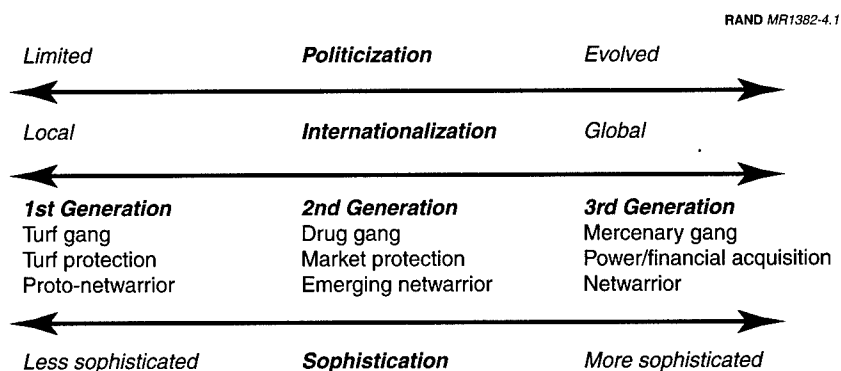 RAND MR1382-4.1
Limited Politicization Evolved
Local Internationalization Global
1st Generation 2nd Generation 3rd Generation
Turf gang Drug gang Mercenary gang
Turf protection Market protection Power/financial acquisition
Proto-netwarrior Emerging netwarrior Netwarrior
Less sophisticated Sophistication More sophisticated